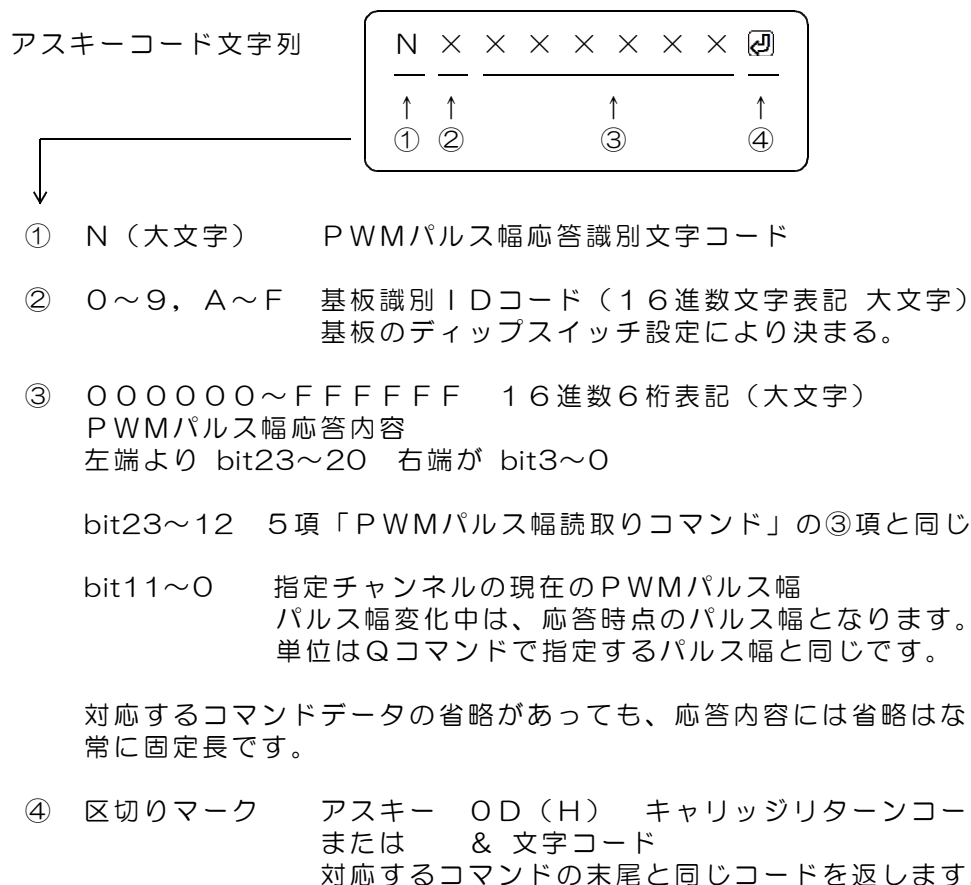 アスキーコード文字列
N × × × × × × × ↵
↑ ↑ ↑ ↑
① ② ③ ④
① N（大文字） ＰＷＭパルス幅応答識別文字コード
② ０～９，Ａ～Ｆ 基板識別ＩＤコード（１６進数文字表記 大文字）
基板のディップスイッチ設定により決まる。
③ ００００００～ＦＦＦＦＦＦ １６進数６桁表記（大文字）
ＰＷＭパルス幅応答内容
左端より bit23～20 右端が bit3～0
bit23～12 ５項「ＰＷＭパルス幅読取りコマンド」の③項と同じ
bit11～0 指定チャンネルの現在のＰＷＭパルス幅
パルス幅変化中は、応答時点のパルス幅となります。
単位はＱコマンドで指定するパルス幅と同じです。
対応するコマンドデータの省略があっても、応答内容には省略はな
常に固定長です。
④ 区切りマーク アスキー ０Ｄ（Ｈ） キャリッジリターンコー
または ＆ 文字コード
対応するコマンドの末尾と同じコードを返します